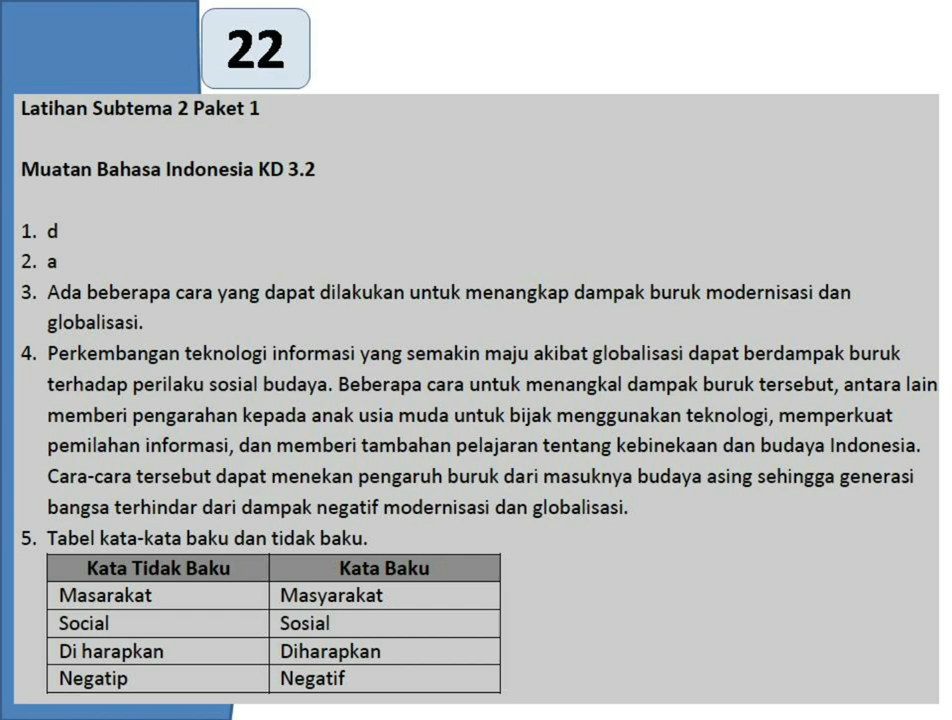 22
Latihan Subtema 2 Paket 1
Muatan Bahasa Indonesia KD 3.2
1. d
2. a
3. Ada beberapa cara yang dapat dilakukan untuk menangkap dampak buruk modernisasi dan
globalisasi.
4. Perkembangan teknologi informasi yang semakin maju akibat globalisasi dapat berdampak buruk
terhadap perilaku sosial budaya. Beberapa cara untuk menangkal dampak buruk tersebut, antara lain
memberi pengarahan kepada anak usia muda untuk bijak menggunakan teknologi, memperkuat
pemilahan informasi, dan memberi tambahan pelajaran tentang kebinekaan dan budaya Indonesia.
Cara-cara tersebut dapat menekan pengaruh buruk dari masuknya budaya asing sehingga generasi
bangsa terhindar dari dampak negatif modernisasi dan globalisasi.
5. Tabel kata-kata baku dan tidak baku.
Kata Tidak Baku Kata Baku
Masarakat Masyarakat
Social Sosial
Di harapkan Diharapkan
Negatip Negatif